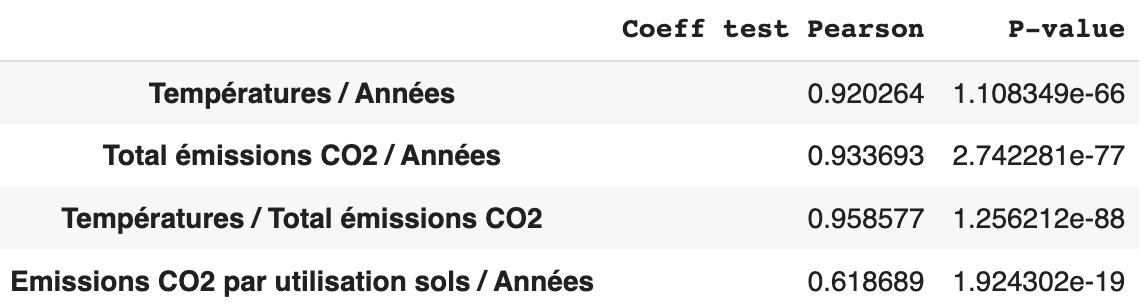 Coeff test Pearson P-value
Températures / Années 0.920264 1.108349e-66
Total émissions CO2 / Années 0.933693 2.742281e-77
Températures / Total émissions CO2 0.958577 1.256212e-88
Emissions CO2 par utilisation sols / Années 0.618689 1.924302e-19